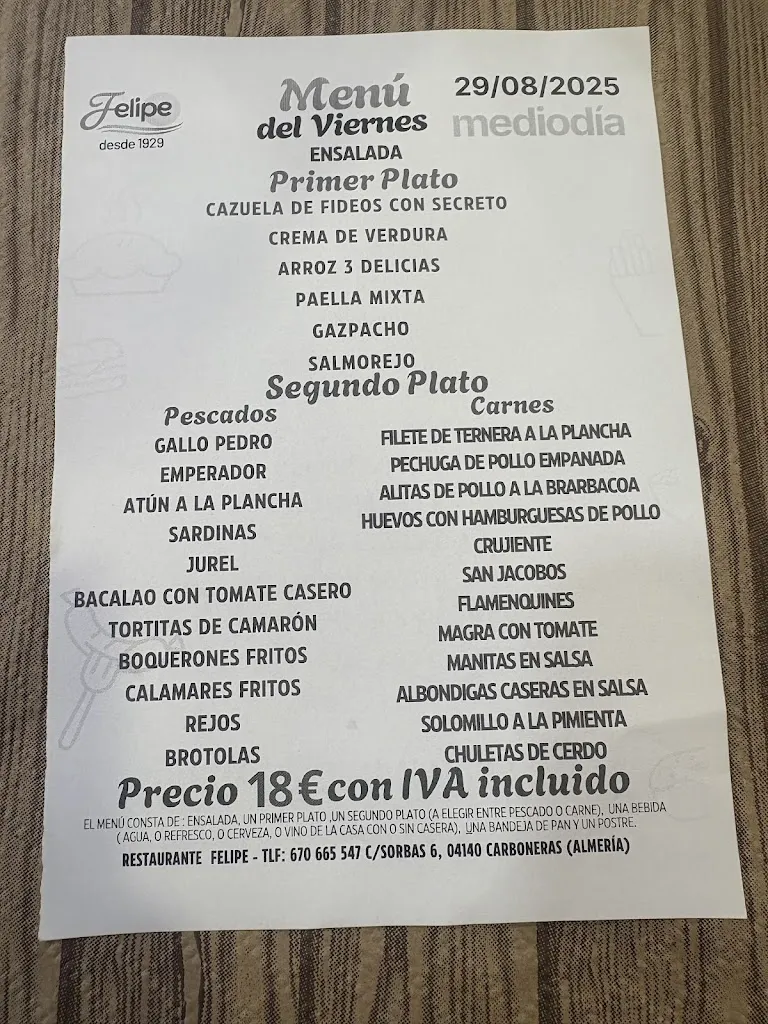 Felipe
desde 1929
Menú
del Viernes
29/08/2025
mediodía
ENSALADA
Primer Plato
CAZUELA DE FIDEOS CON SECRETO
CREMA DE VERDURA
ARROZ 3 DELICIAS
PAELLA MIXTA
GAZPACHO
SALMOREJO
Segundo Plato
Pescados
GALLO PEDRO
EMPERADOR
ATÚN A LA PLANCHA
SARDINAS
JUREL
BACALAO CON TOMATE CASERO
TORTITAS DE CAMARÓN
BOQUERONES FRITOS
CALAMARES FRITOS
REJOS
BROTOLAS
Carnes
FILETE DE TERNERA A LA PLANCHA
PECHUGA DE POLLO EMPANADA
ALITAS DE POLLO A LA BRARBACOA
HUEVOS CON HAMBURGUESAS DE POLLO
CRUJIENTE
SAN JACOBOS
FLAMENQUINES
MAGRA CON TOMATE
MANITAS EN SALSA
ALBONDIGAS CASERAS EN SALSA
SOLOMILLO A LA PIMIENTA
CHULETAS DE CERDO
Precio 18€ con IVA incluido
EL MENÚ CONSTA DE : ENSALADA, UN PRIMER PLATO ,UN SEGUNDO PLATO (A ELEGIR ENTRE PESCADO O CARNE), UNA BEBIDA
( AGUA, O REFRESCO, O CERVEZA, O VINO DE LA CASA CON O SIN CASERA), UNA BANDEJA DE PAN Y UN POSTRE.
RESTAURANTE FELIPE - TLF: 670 665 547 C/SORBAS 6, 04140 CARBONERAS (ALMERÍA)